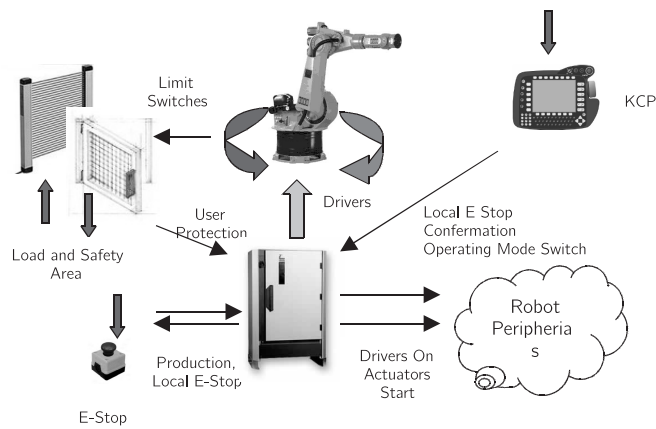 Limit
Switches
KCP
User
Protection
Drivers
Local E Stop
Confermation
Operating Mode Switch
Load and Safety
Area
Robot
Peripheria
s
Production,
Local E-Stop
Drivers On
Actuators
Start
E-Stop